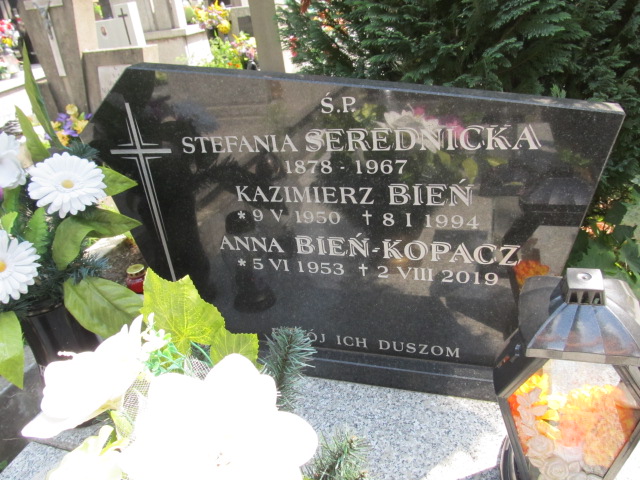 Ś.P.
STEFANIA SEREDNICKA
1878 - 1967
KAZIMIERZ BIEŃ
* 9 V 1950 † 8 I 1994
ANNA BIEŃ-KOPACZ
* 5 VI 1953 † 2 VIII 2019
ICH DUSZOM